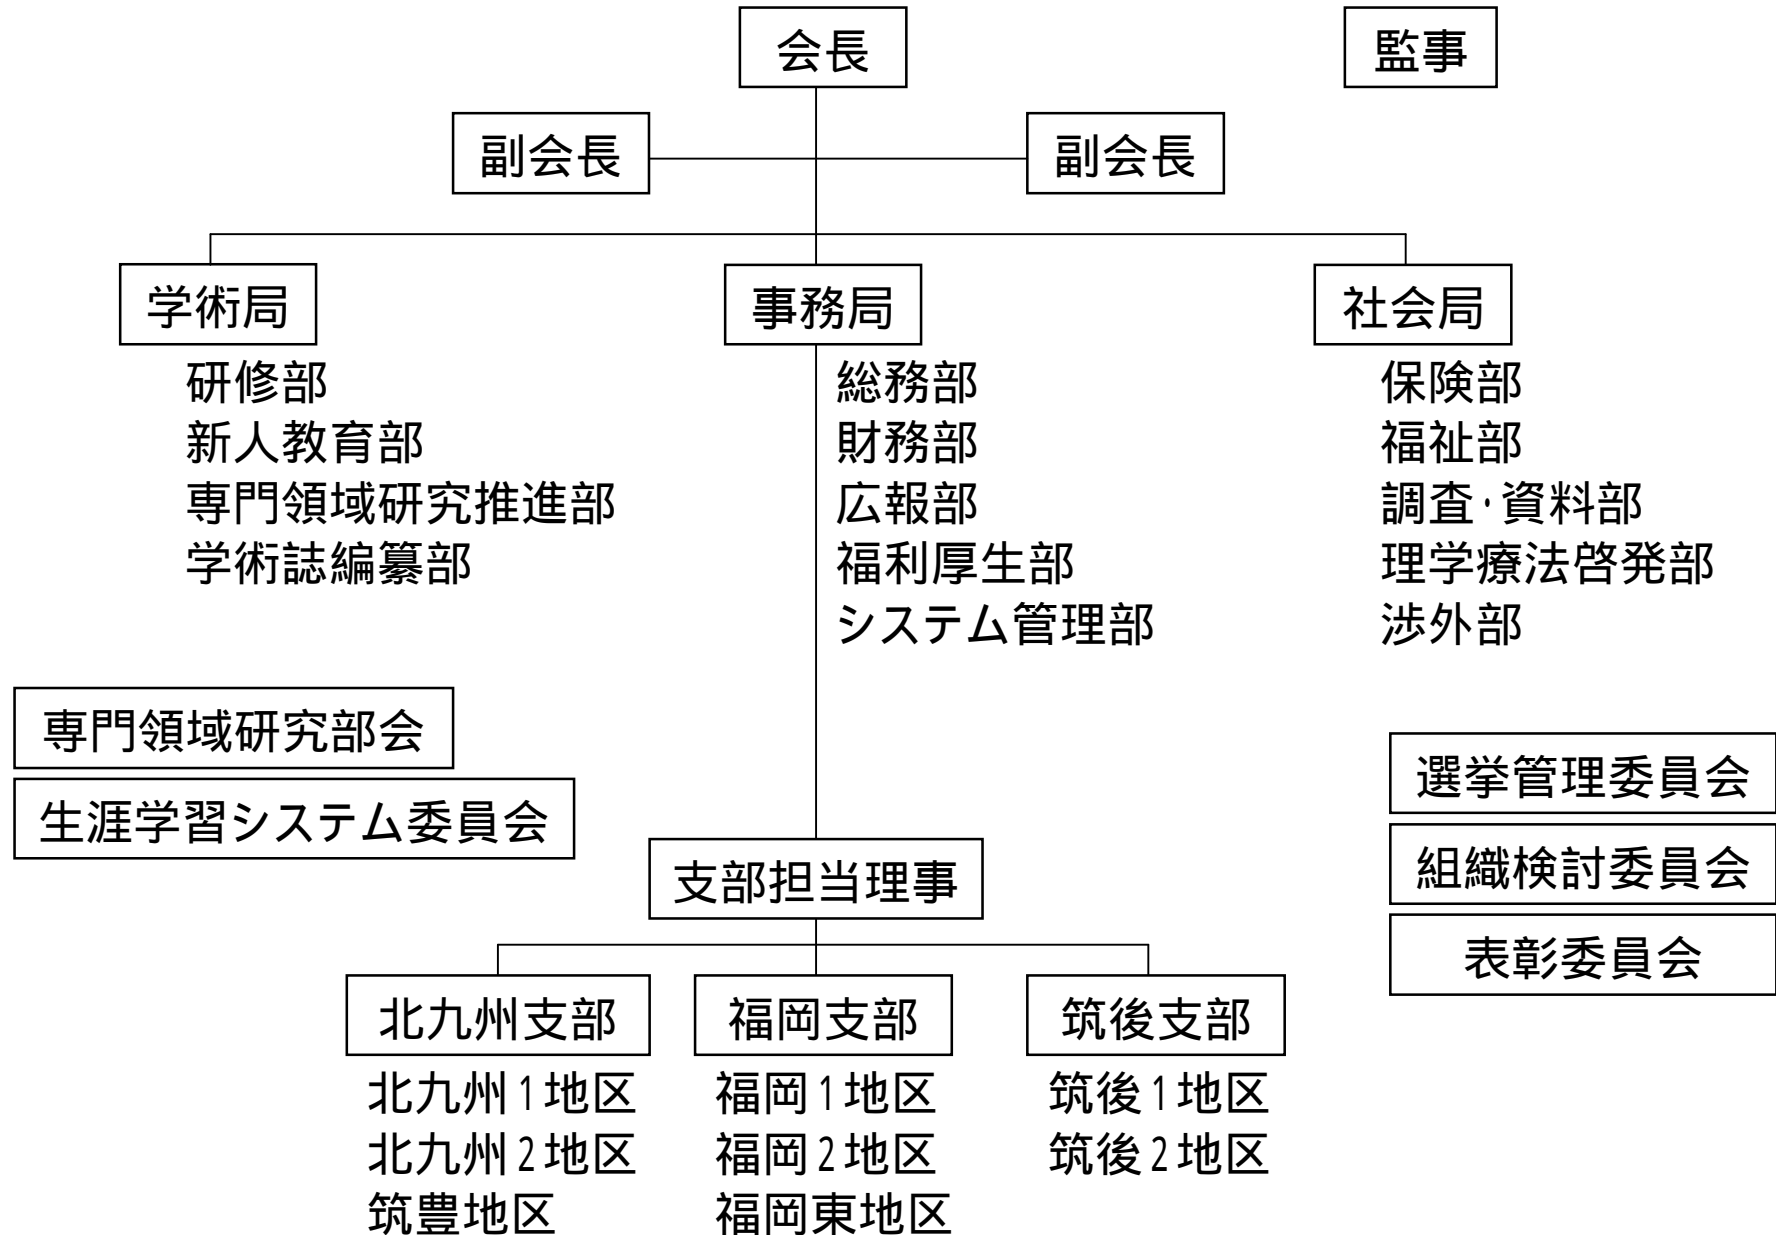 会長
監事
副会長
副会長
学術局
事務局
社会局
研修部
新人教育部
専門領域研究推進部
学術誌編纂部
総務部
財務部
広報部
福利厚生部
システム管理部
保険部
福祉部
調査・資料部
理学療法啓発部
渉外部
専門領域研究部会
生涯学習システム委員会
選挙管理委員会
組織検討委員会
表彰委員会
支部担当理事
北九州支部
福岡支部
筑後支部
北九州1地区
北九州2地区
筑豊地区
福岡1地区
福岡2地区
福岡東地区
筑後1地区
筑後2地区